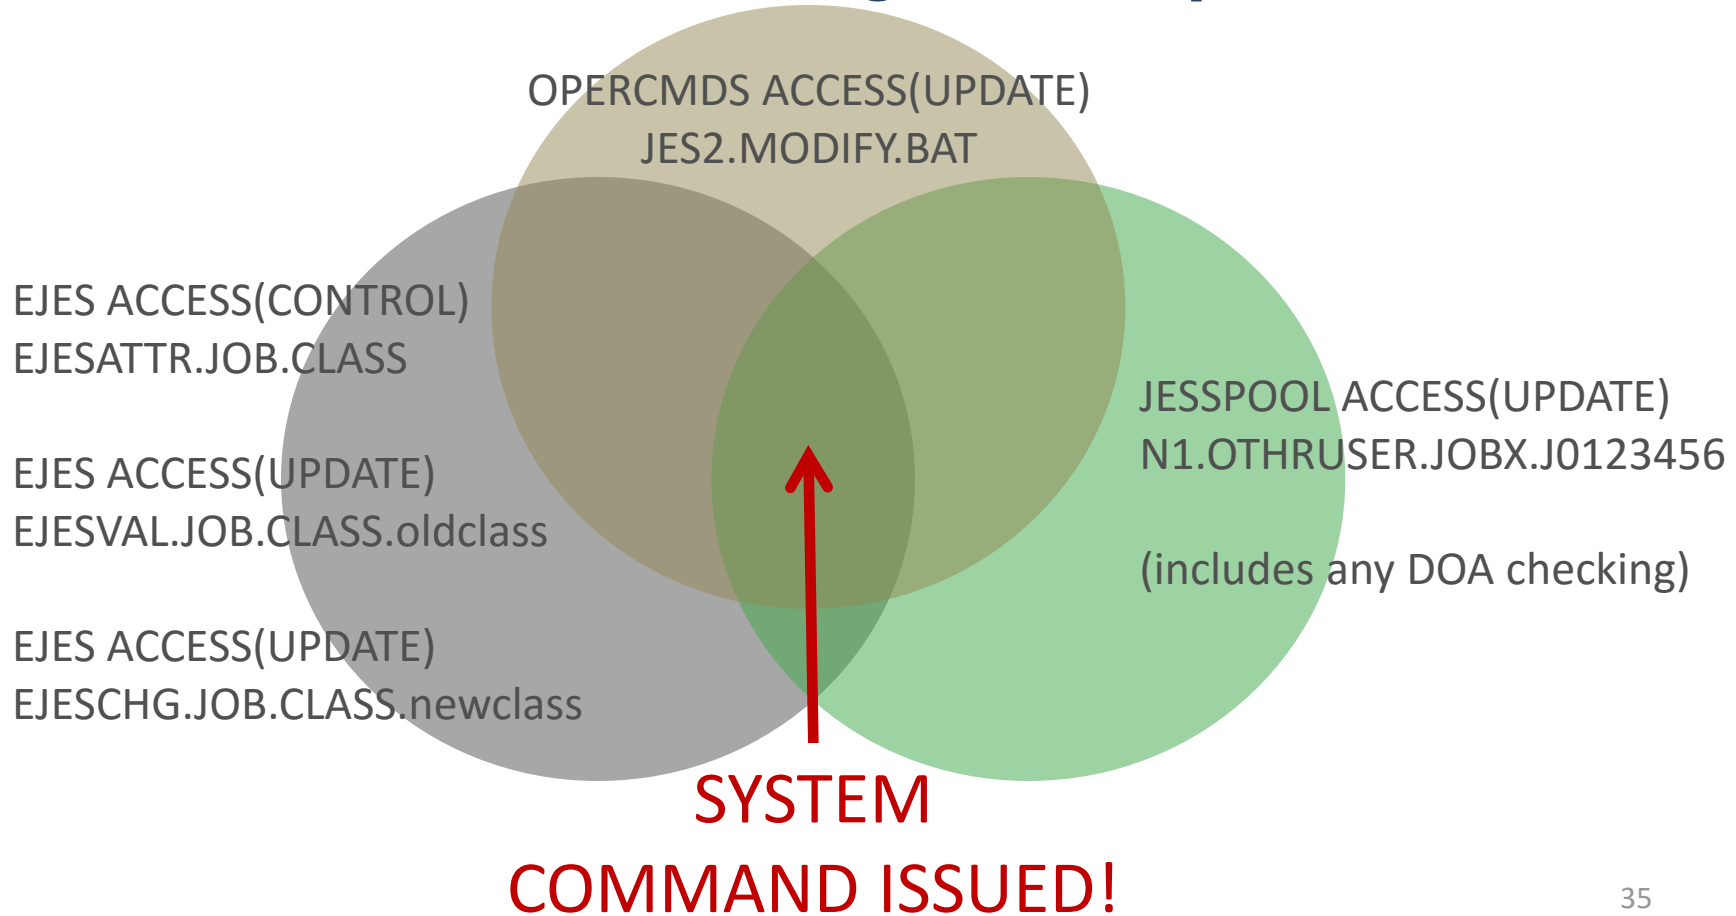 OPERCMDS ACCESS(UPDATE)
JES2.MODIFY.BAT
EJES ACCESS(CONTROL)
EJESATTR.JOB.CLASS
EJES ACCESS(UPDATE)
EJESVAL.JOB.CLASS.oldclass
EJES ACCESS(UPDATE)
EJESCHG.JOB.CLASS.newclass
JESSPOOL ACCESS(UPDATE)
N1.OTHRUSER.JOBX.J0123456
(includes any DOA checking)
SYSTEM
COMMAND ISSUED!
35